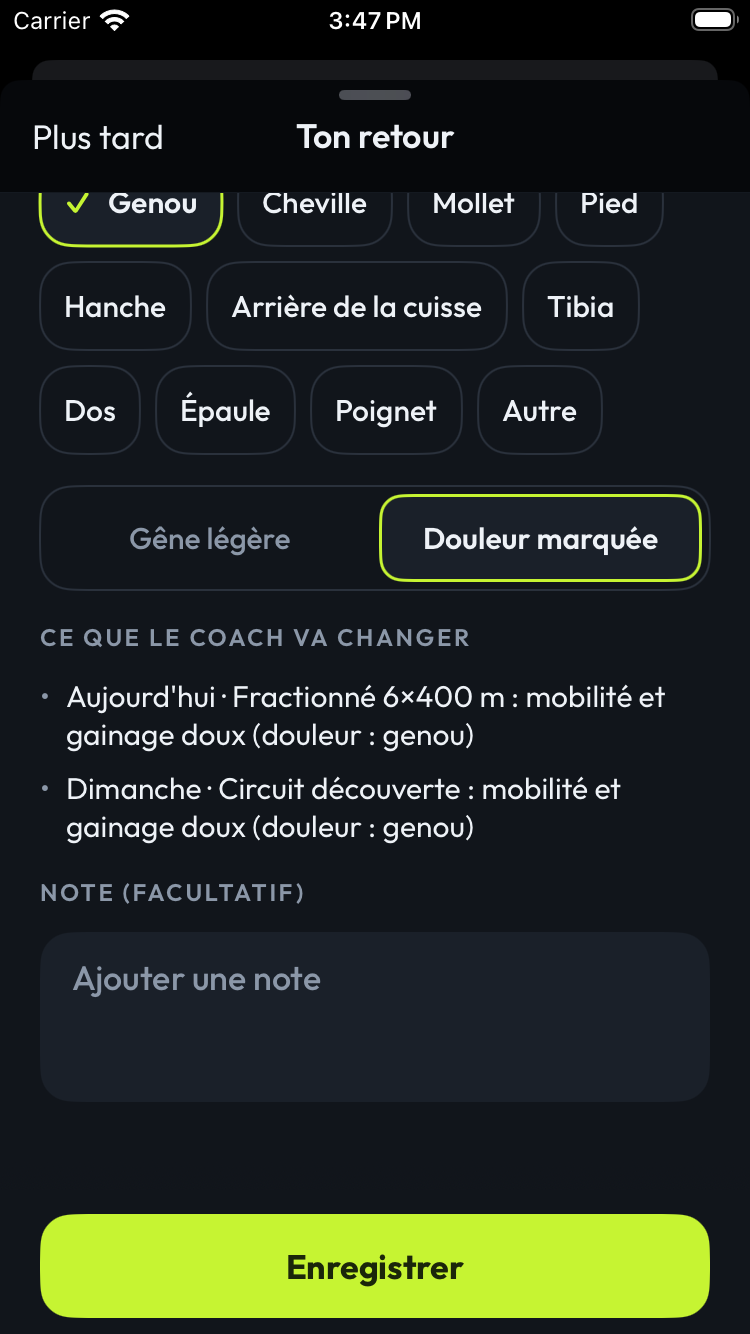 Carrier 3:47 PM
Plus tard Ton retour
Genou Cheville Mollet Pied
Hanche Arrière de la cuisse Tibia
Dos Épaule Poignet Autre
Gêne légère Douleur marquée
CE QUE LE COACH VA CHANGER
• Aujourd'hui · Fractionné 6×400 m : mobilité et
gainage doux (douleur : genou)
• Dimanche · Circuit découverte : mobilité et
gainage doux (douleur : genou)
NOTE (FACULTATIF)
Ajouter une note
Enregistrer